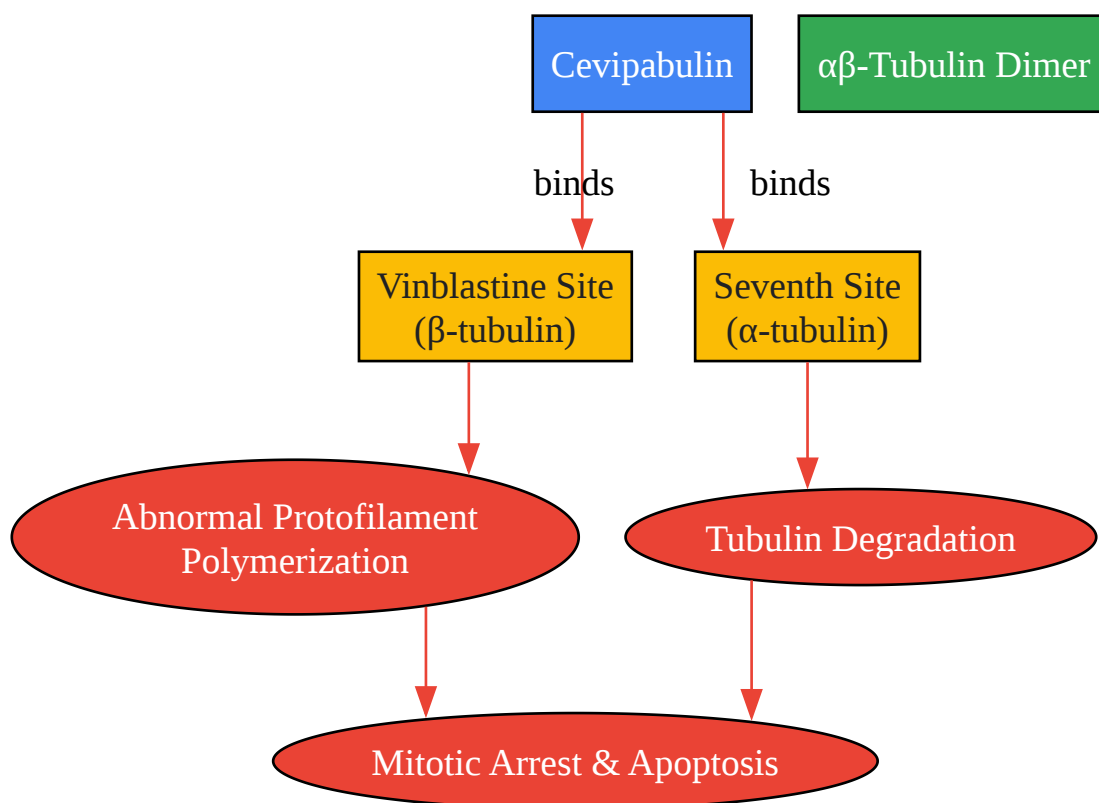 Cevipabulin
αβ-Tubulin Dimer
binds
binds
Vinblastine Site
(β-tubulin)
Seventh Site
(α-tubulin)
Abnormal Protofilament
Polymerization
Tubulin Degradation
Mitotic Arrest & Apoptosis